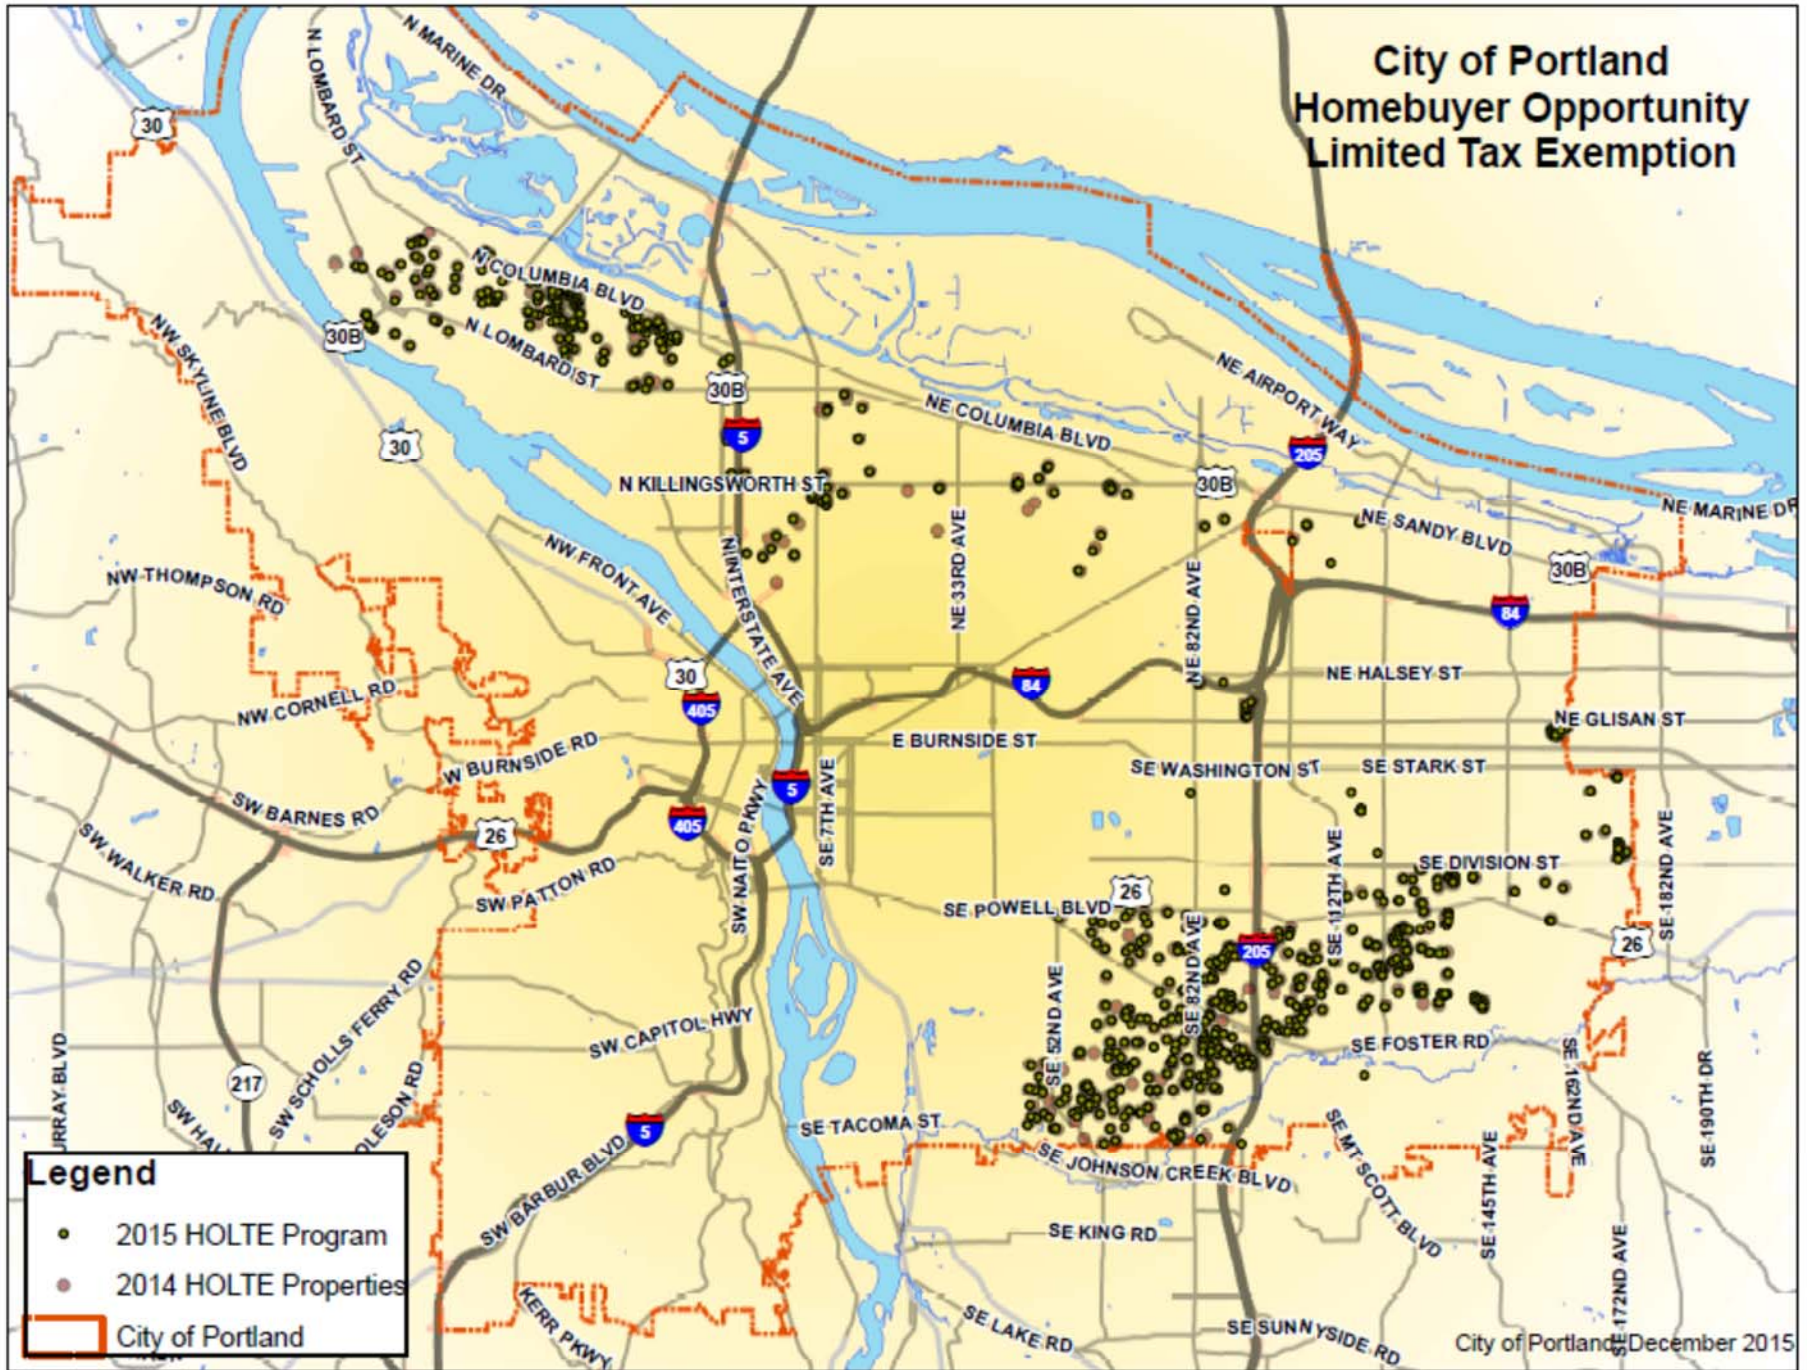 City of Portland
Homebuyer Opportunity
Limited Tax Exemption
N MARINE DR
N LOMBARD ST
30
N COLUMBIA BLVD
30B
N LOMBARD ST
NW SKYLINE BLVD
30B
NE AIRPORT WAY
NE COLUMBIA BLVD
30
5
205
N KILLINGSWORTH ST
30B
NE MARINE DR
NE SANDY BLVD
NE 33RD AVE
NW FRONT AVE
NW THOMPSON RD
30B
N INTERSTATE AVE
NE 82ND AVE
84
30
84
NE HALSEY ST
NW CORNELL RD
405
NE GLISAN ST
W BURNSIDE RD
E BURNSIDE ST
SE WASHINGTON ST
SE STARK ST
5
SW BARNES RD
26
405
SW NAITO PKWY
SE 7TH AVE
SW WALKER RD
SE 112TH AVE
SE 182ND AVE
SE DIVISION ST
SW PATTON RD
26
SE POWELL BLVD
205
26
SE 82ND AVE
SE 52ND AVE
SW SCHOLLS FERRY RD
SW CAPITOL HWY
SE FOSTER RD
URRAY BLVD
217
OLESON RD
SE 162ND AVE
SE 190TH DR
SW HALL
5
SE TACOMA ST
SE MT SCOTT BLVD
SE 145TH AVE
SE JOHNSON CREEK BLVD
SW BARBUR BLVD
SE KING RD
SE 172ND AVE
KERR PKWY
SE LAKE RD
SE SUNNYSIDE RD
Legend
2015 HOLTE Program
2014 HOLTE Properties
City of Portland
City of Portland, December 2015